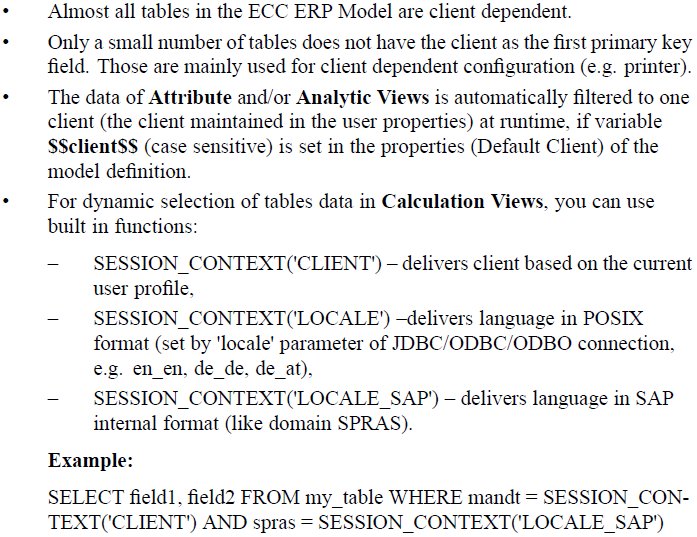 • Almost all tables in the ECC ERP Model are client dependent.
• Only a small number of tables does not have the client as the first primary key
field. Those are mainly used for client dependent configuration (e.g. printer).
• The data of Attribute and/or Analytic Views is automatically filtered to one
client (the client maintained in the user properties) at runtime, if variable
$$client$$ (case sensitive) is set in the properties (Default Client) of the
model definition.
• For dynamic selection of tables data in Calculation Views, you can use
built in functions:
– SESSION_CONTEXT('CLIENT') – delivers client based on the current
user profile,
– SESSION_CONTEXT('LOCALE') –delivers language in POSIX
format (set by 'locale' parameter of JDBC/ODBC/ODBO connection,
e.g. en_en, de_de, de_at),
– SESSION_CONTEXT('LOCALE_SAP') – delivers language in SAP
internal format (like domain SPRAS).
Example:
SELECT field1, field2 FROM my_table WHERE mandt = SESSION_CON-
TEXT('CLIENT') AND spras = SESSION_CONTEXT('LOCALE_SAP')